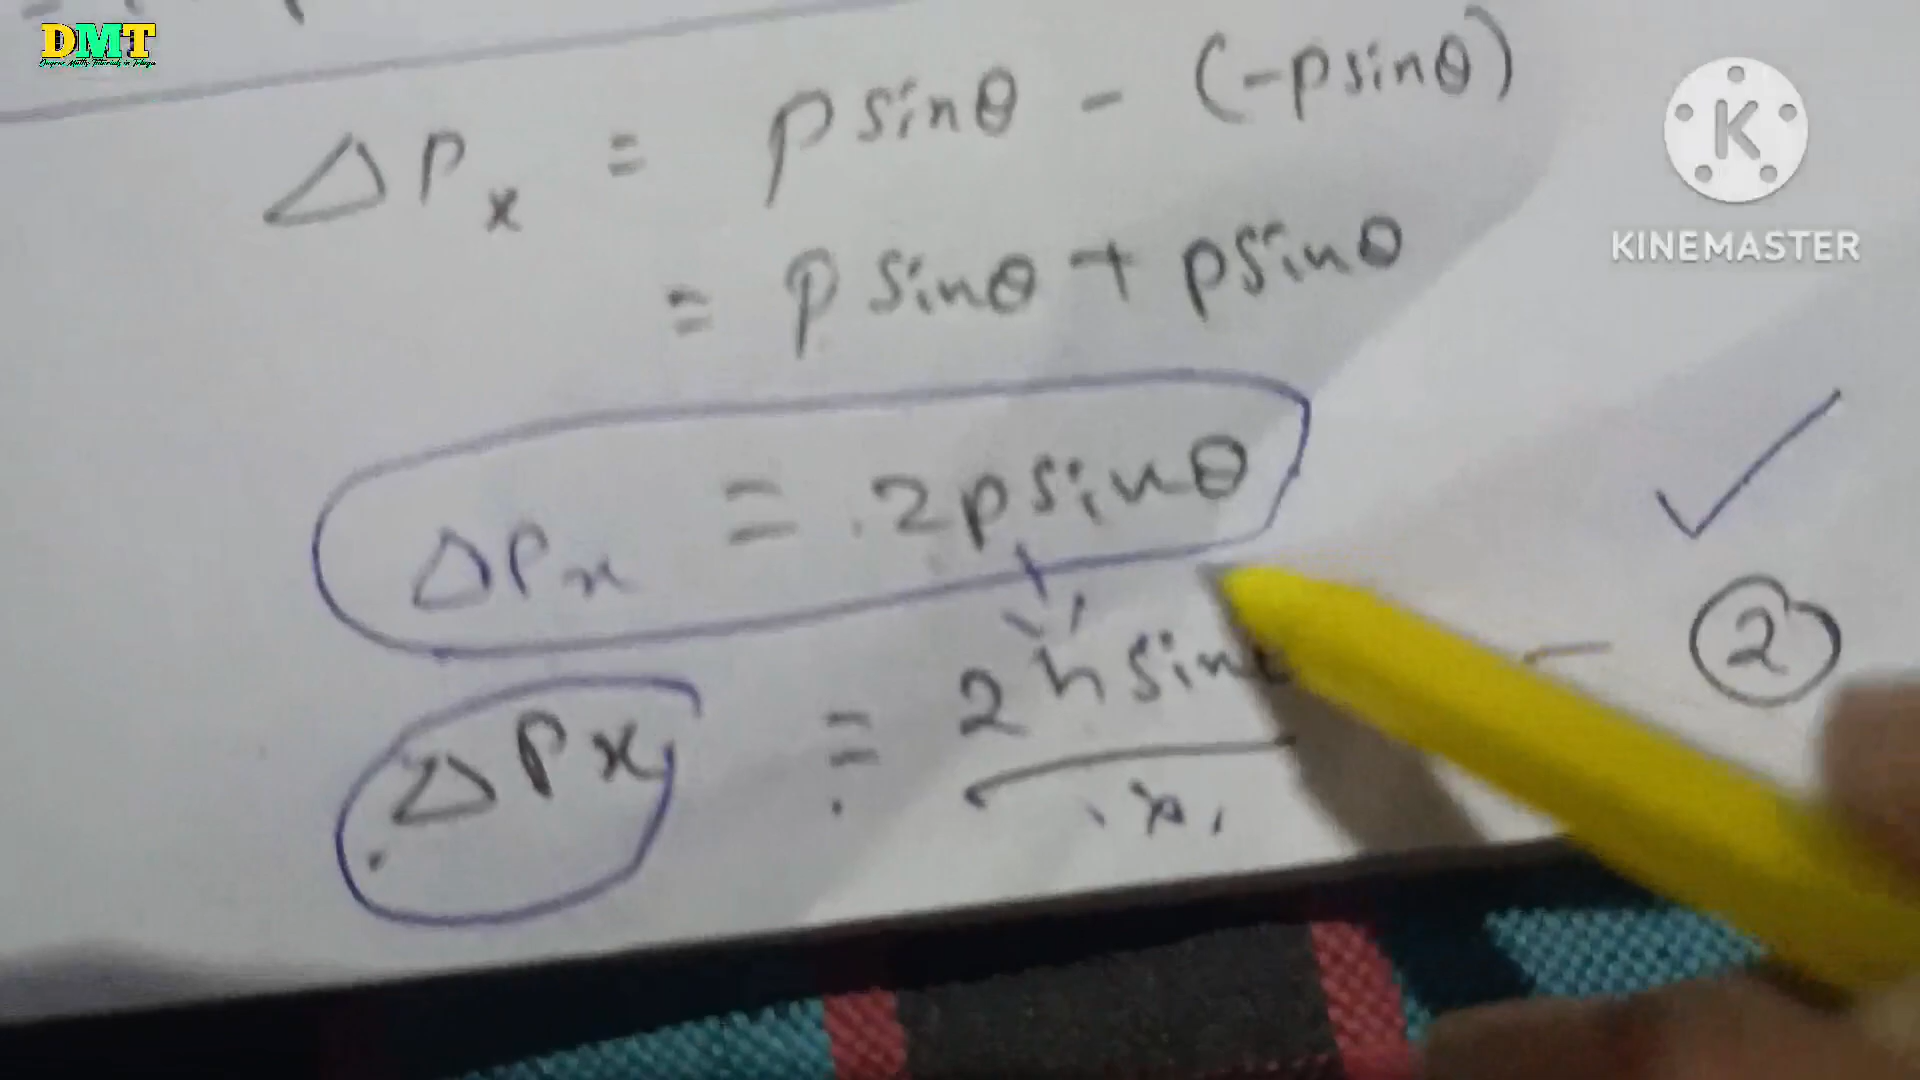 DMT
ΔPx = p sinθ - (-p sinθ)
= p sinθ + p sinθ
KINEMASTER
ΔPx = 2p sinθ
ΔPx = 2h sin
λ
— 2